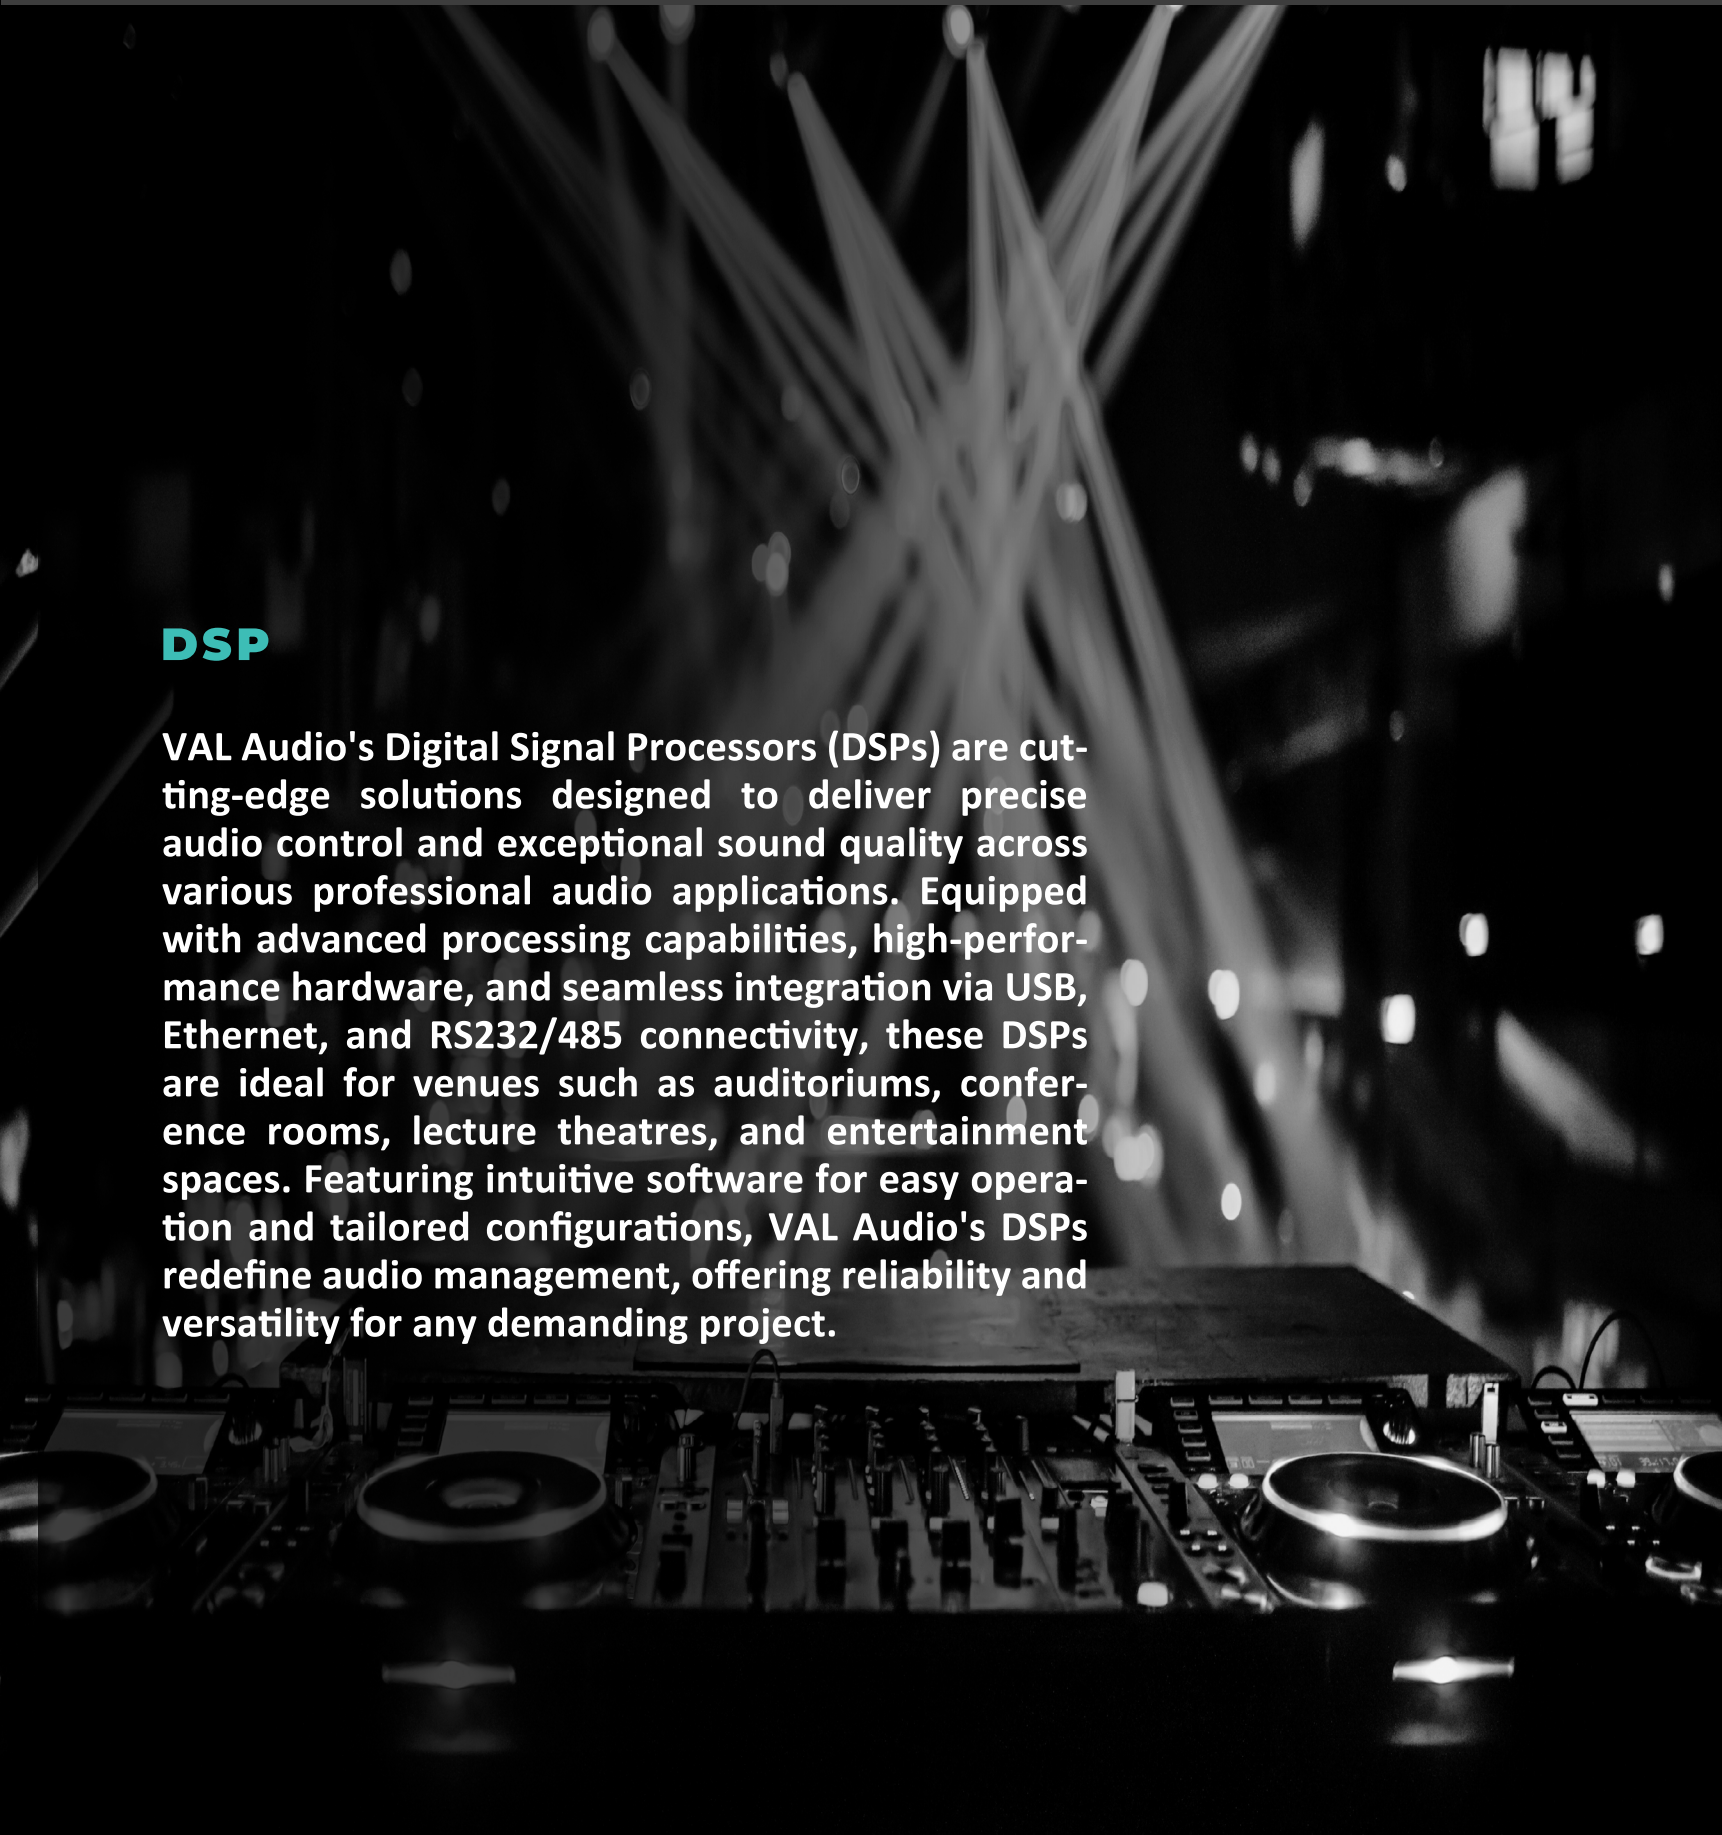 DSP
VAL Audio's Digital Signal Processors (DSPs) are cut-
ting-edge solutions designed to deliver precise
audio control and exceptional sound quality across
various professional audio applications. Equipped
with advanced processing capabilities, high-perfor-
mance hardware, and seamless integration via USB,
Ethernet, and RS232/485 connectivity, these DSPs
are ideal for venues such as auditoriums, confer-
ence rooms, lecture theatres, and entertainment
spaces. Featuring intuitive software for easy opera-
tion and tailored configurations, VAL Audio's DSPs
redefine audio management, offering reliability and
versatility for any demanding project.